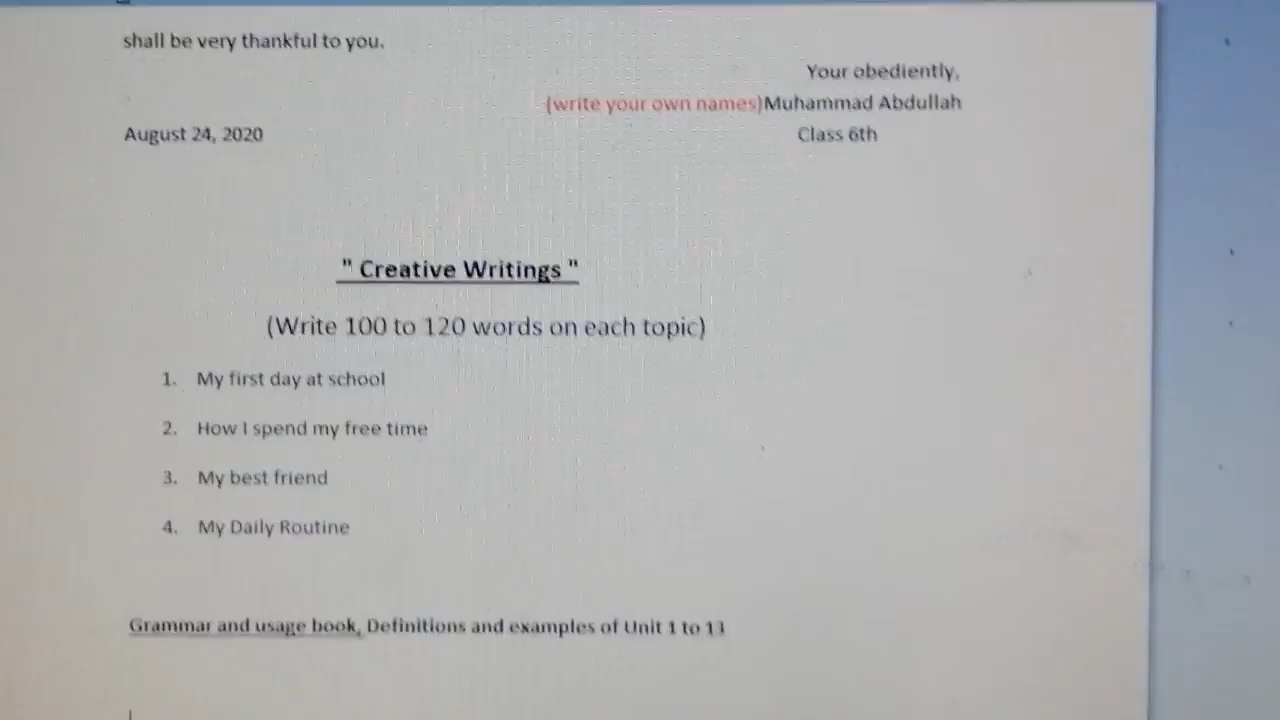 shall be very thankful to you.
Your obediently,
(write your own names)Muhammad Abdullah
August 24, 2020 Class 6th
" Creative Writings "
(Write 100 to 120 words on each topic)
1. My first day at school
2. How I spend my free time
3. My best friend
4. My Daily Routine
Grammar and usage book, Definitions and examples of Unit 1 to 13